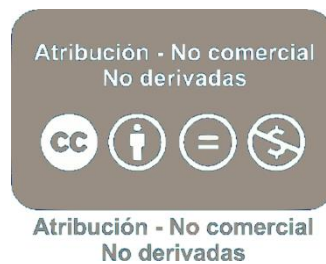 Atribución - No comercial
No derivadas
cc
=
$
Atribución - No comercial
No derivadas